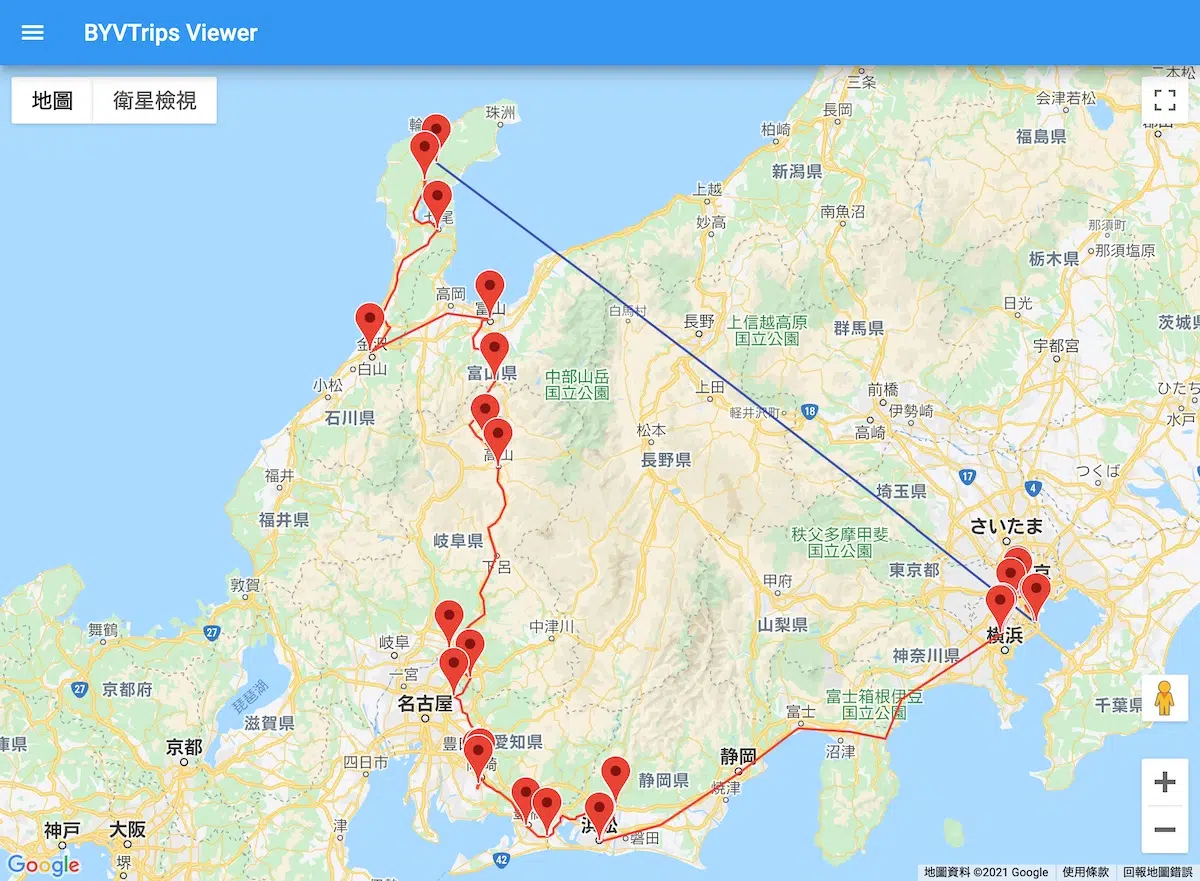 BYVTrips Viewer
地圖
衛星檢視
二本松
三条
珠洲
長岡
会津若松
柏崎
福島県
新潟県
上越
南魚沼
妙高
七尾
那須町
那須塩原
栃木県
高岡
富山
白馬村
日光
長野
上信越高原
国立公園
群馬県
茨城県
宇都宮
金沢
白山
富山県
中部山岳
国立公園
小松
前橋
上田
ひたち
石川県
軽井沢町
18
伊勢崎
水戸
松本
高崎
高山
長野県
福井
17
つくば
4
埼玉県
福井県
さいたま
岐阜県
秩父多摩甲斐
国立公園
下呂
東京都
甲府
敦賀
中津川
山梨県
舞鶴
27
岐阜
横浜
神奈川県
一宮
27
京都府
琵琶湖
名古屋
富士箱根伊豆
国立公園
千葉県
滋賀県
富士
愛知県
京都
沼津
四日市
静岡
静岡県
焼津
浜松
磐田
神戸
大阪
津
堺
42
Google
地圖資料 ©2021 Google
使用條款
回報地圖錯誤